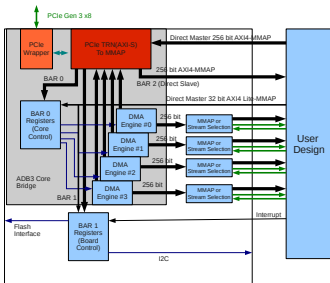 PCIe Gen 3 x8
PCIe
Wrapper
PCIe TRN(AXI-S)
To MMAP
Direct Master 256 bit AXI4-MMAP
256 bit AXI4-MMAP
BAR 2 (Direct Slave)
BAR 0
Direct Master 32 bit AXI4 Lite-MMAP
BAR 0
Registers
(Core
Control)
DMA
Engine #0
256 bit
MMAP or
Stream Selection
DMA
Engine #1
256 bit
MMAP or
Stream Selection
User
Design
DMA
Engine #2
256 bit
MMAP or
Stream Selection
ADB3 Core
Bridge
DMA
Engine #3
256 bit
MMAP or
Stream Selection
BAR 1
Interrupt
Flash
Interface
BAR 1
Registers
(Board
Control)
I2C